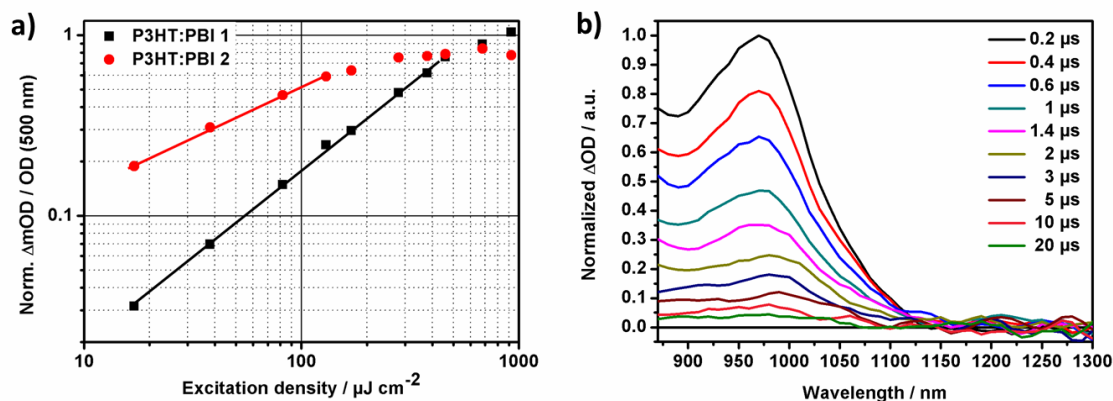 a)
P3HT:PBI 1
P3HT:PBI 2
Norm. ΔmOD / OD (500 nm)
1
0.1
10
100
1000
Excitation density / µJ cm-2
b)
Normalized ΔOD / a.u.
1.0
0.9
0.8
0.7
0.6
0.5
0.4
0.3
0.2
0.1
0.0
0.2 µs
0.4 µs
0.6 µs
1 µs
1.4 µs
2 µs
3 µs
5 µs
10 µs
20 µs
900
950
1000
1050
1100
1150
1200
1250
1300
Wavelength / nm